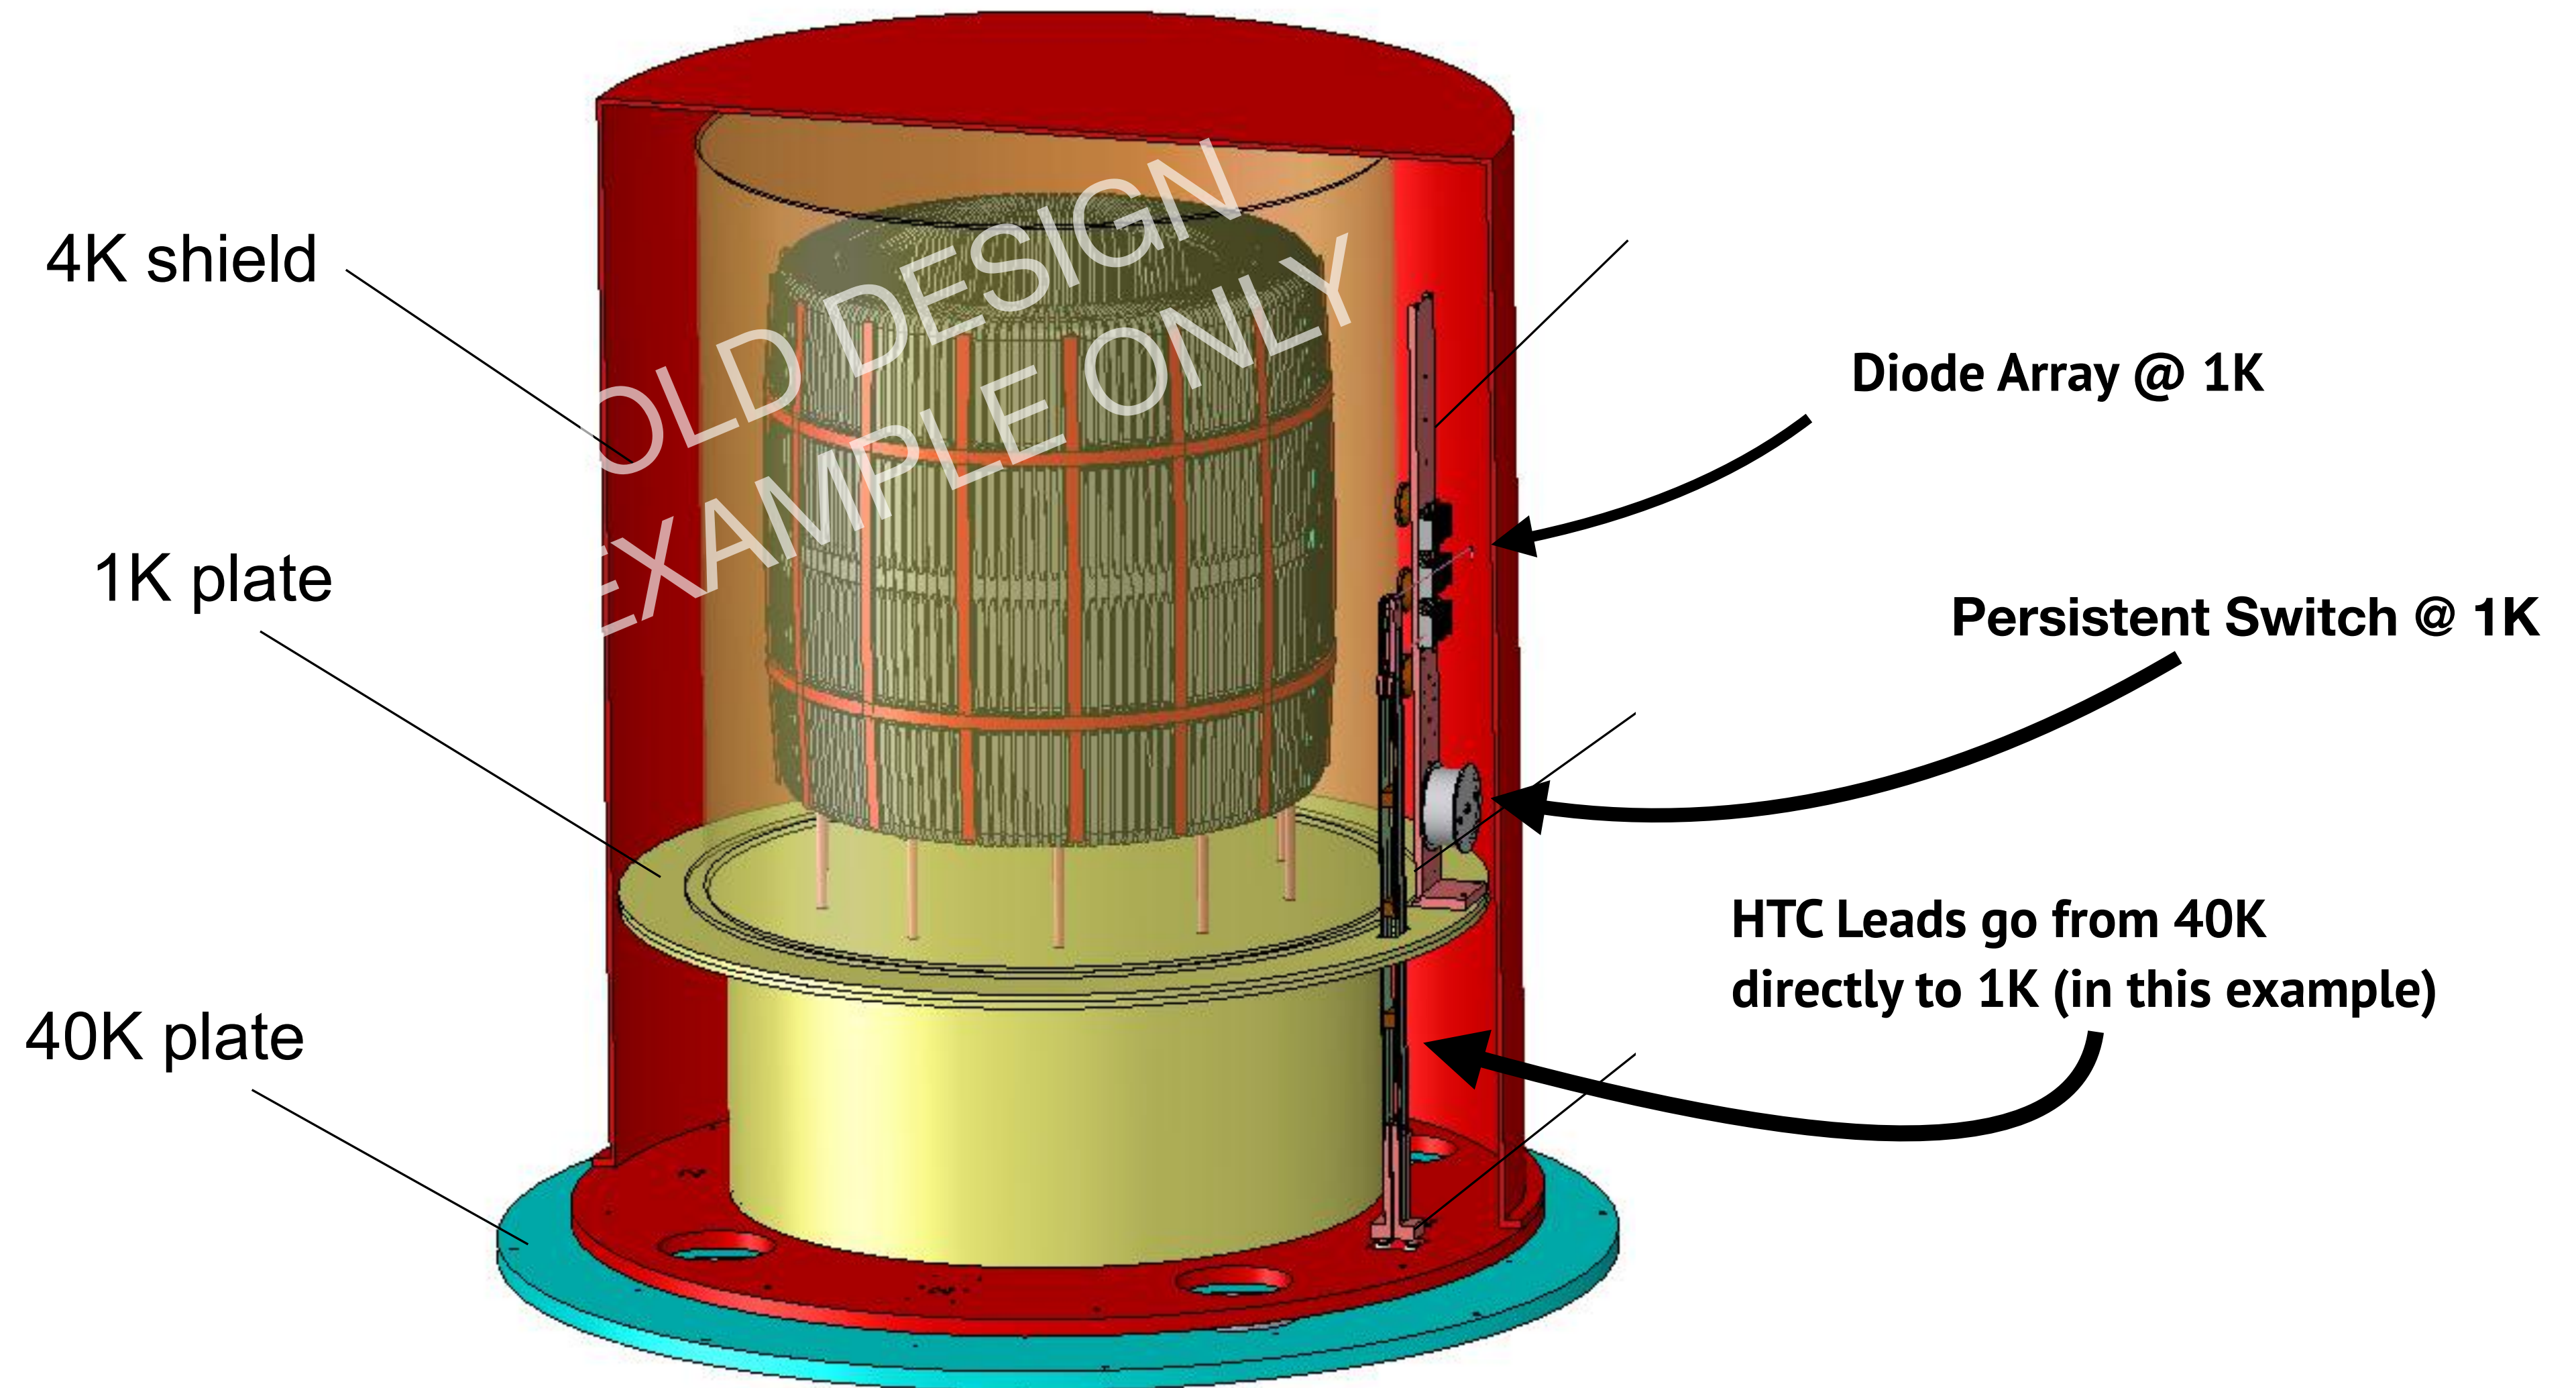 4K shield
OLD DESIGN
EXAMPLE ONLY
Diode Array @ 1K
1K plate
Persistent Switch @ 1K
HTC Leads go from 40K
directly to 1K (in this example)
40K plate